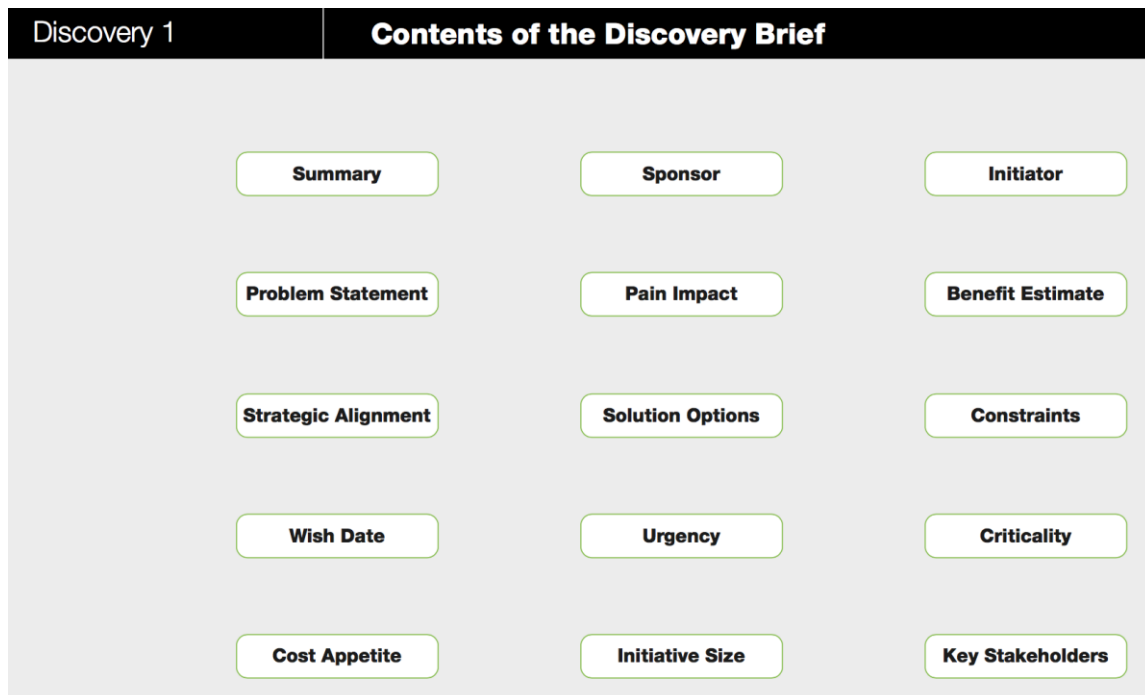 Discovery 1
Contents of the Discovery Brief
Summary
Sponsor
Initiator
Problem Statement
Pain Impact
Benefit Estimate
Strategic Alignment
Solution Options
Constraints
Wish Date
Urgency
Criticality
Cost Appetite
Initiative Size
Key Stakeholders